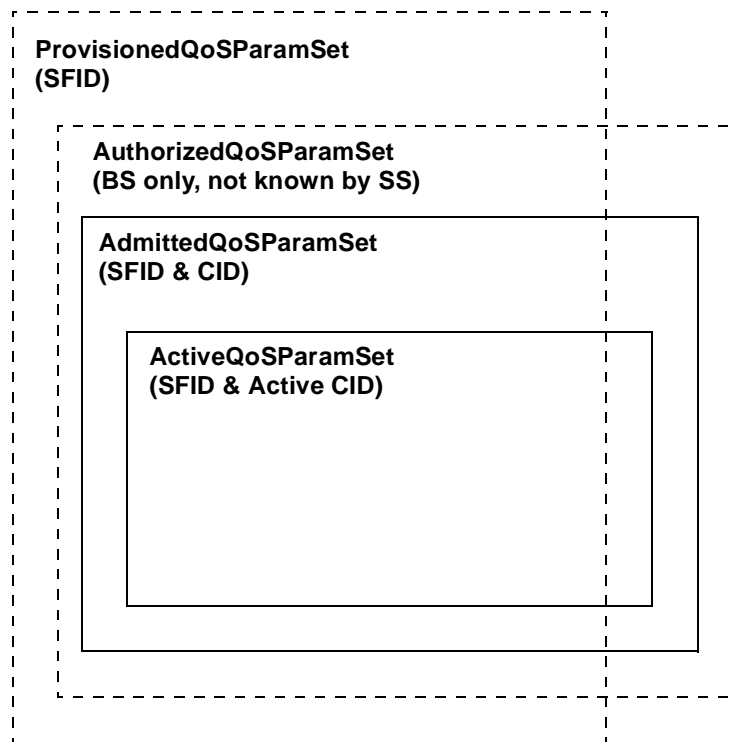 ProvisionedQoSParamSet
(SFID)
AuthorizedQoSParamSet
(BS only, not known by SS)
AdmittedQoSParamSet
(SFID & CID)
ActiveQoSParamSet
(SFID & Active CID)